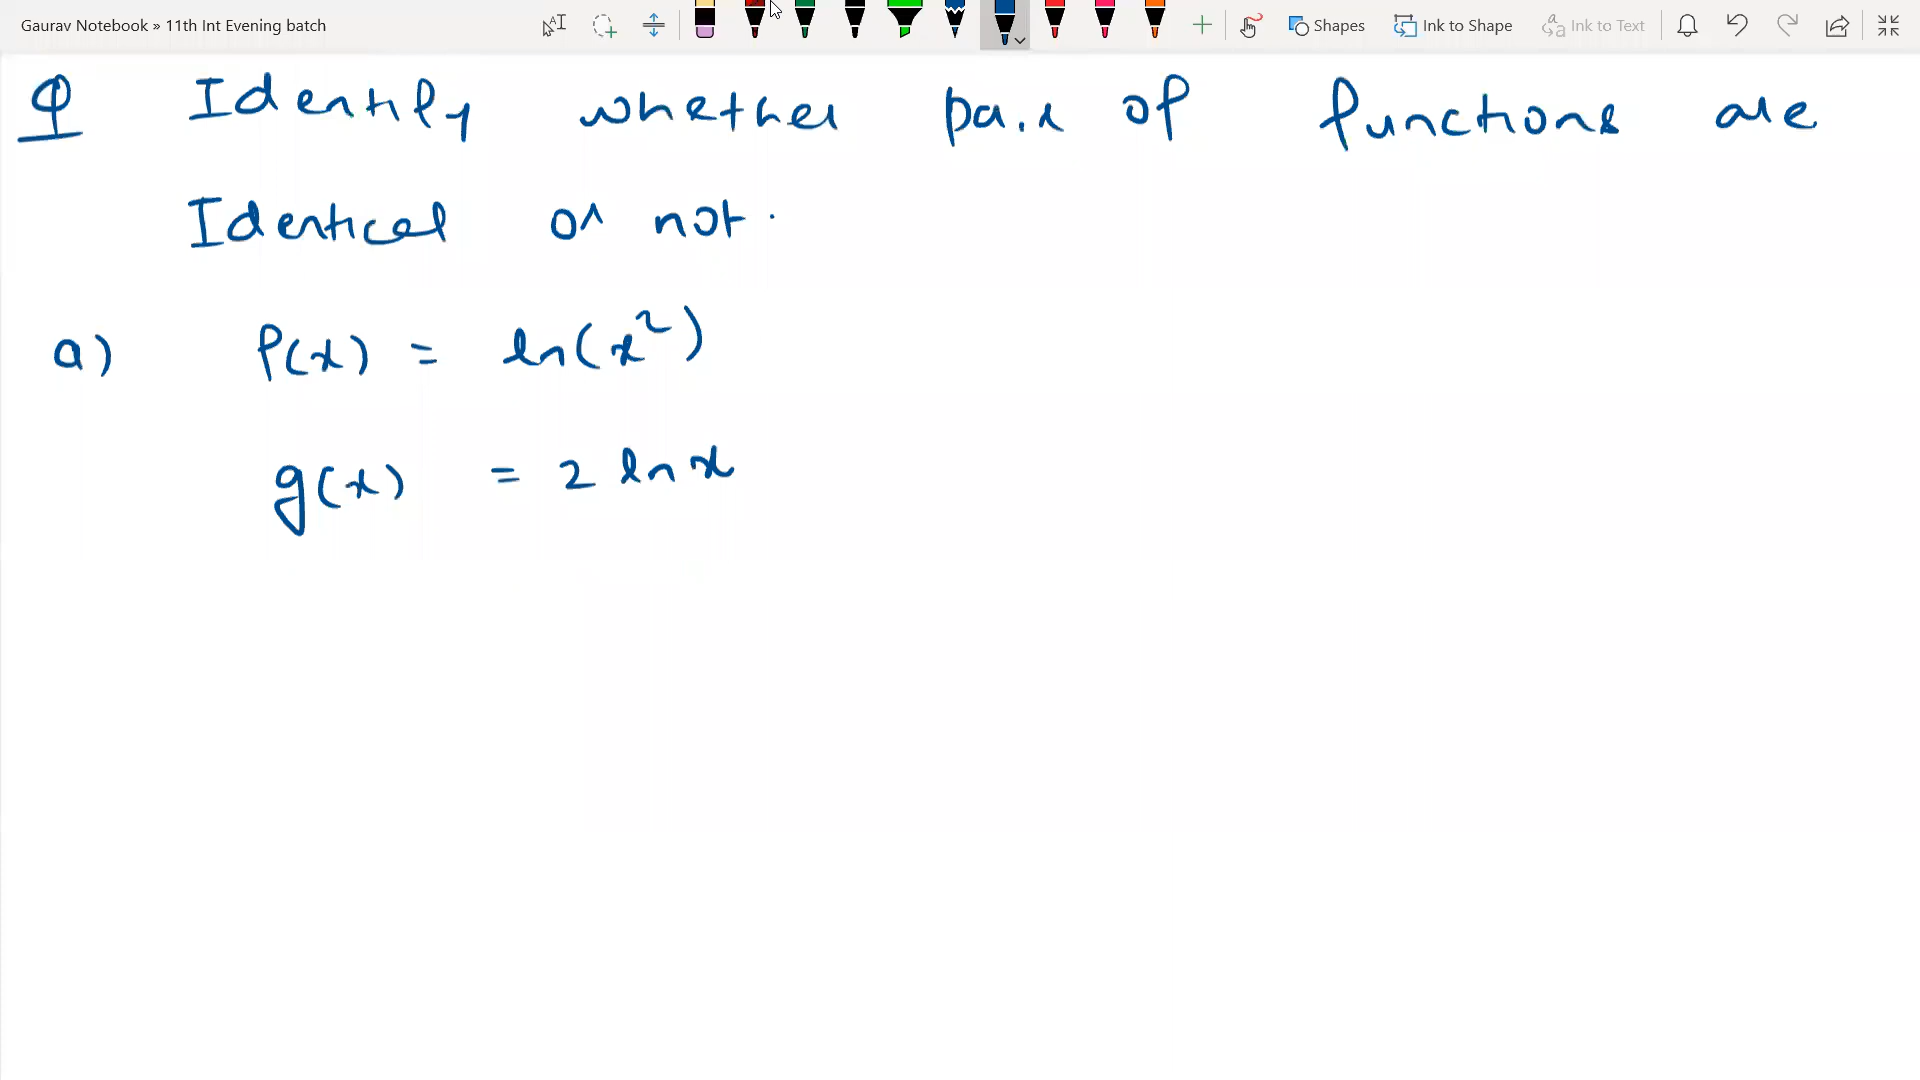 Gaurav Notebook » 11th Int Evening batch
Shapes
Ink to Shape
Ink to Text
Q Identify whether pair of functions are
Identical or not.
a) f(x) = ln(x²)
g(x) = 2 ln x